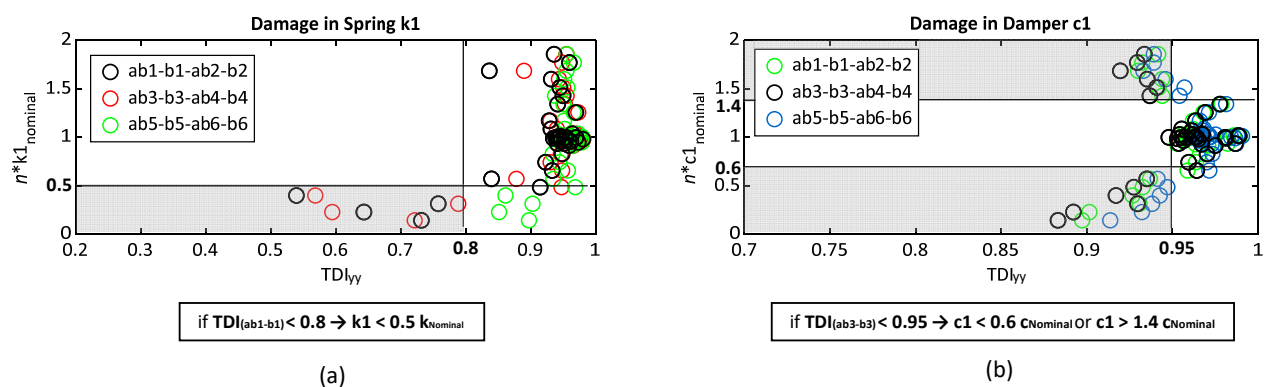 Damage in Spring k1
2
1.5
1
0.5
0
n*k1nominal
ab1-b1-ab2-b2
ab3-b3-ab4-b4
ab5-b5-ab6-b6
0.2 0.3 0.4 0.5 0.6 0.7 0.8 0.9 1
TDIyy
if TDI(ab1-b1) < 0.8 → k1 < 0.5 kNominal
(a)
Damage in Damper c1
2
1.5
1.4
1
0.6
0.5
0
n*c1nominal
ab1-b1-ab2-b2
ab3-b3-ab4-b4
ab5-b5-ab6-b6
0.7 0.75 0.8 0.85 0.9 0.95 1
TDIyy
if TDI(ab3-b3) < 0.95 → c1 < 0.6 cNominal or c1 > 1.4 cNominal
(b)